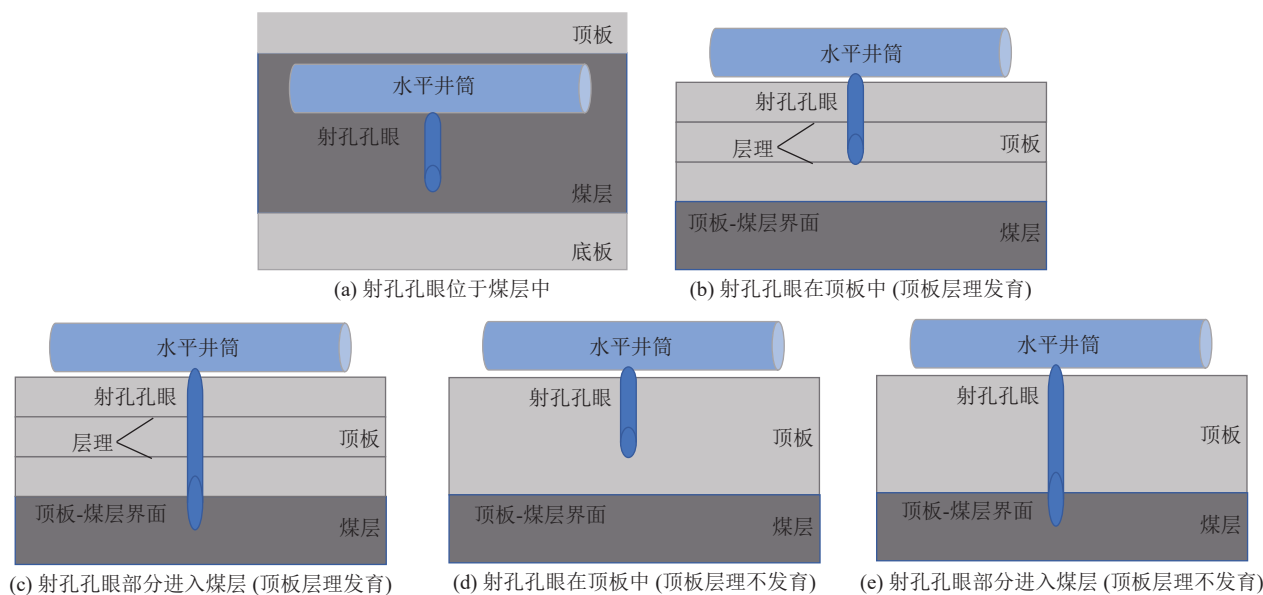 顶板
水平井筒
射孔孔眼
煤层
底板
(a) 射孔孔眼位于煤层中
水平井筒
射孔孔眼
层理
顶板
顶板-煤层界面
煤层
(b) 射孔孔眼在顶板中 (顶板层理发育)
水平井筒
射孔孔眼
层理
顶板
顶板-煤层界面
煤层
(c) 射孔孔眼部分进入煤层 (顶板层理发育)
水平井筒
射孔孔眼
顶板
顶板-煤层界面
煤层
(d) 射孔孔眼在顶板中 (顶板层理不发育)
水平井筒
射孔孔眼
顶板
顶板-煤层界面
煤层
(e) 射孔孔眼部分进入煤层 (顶板层理不发育)